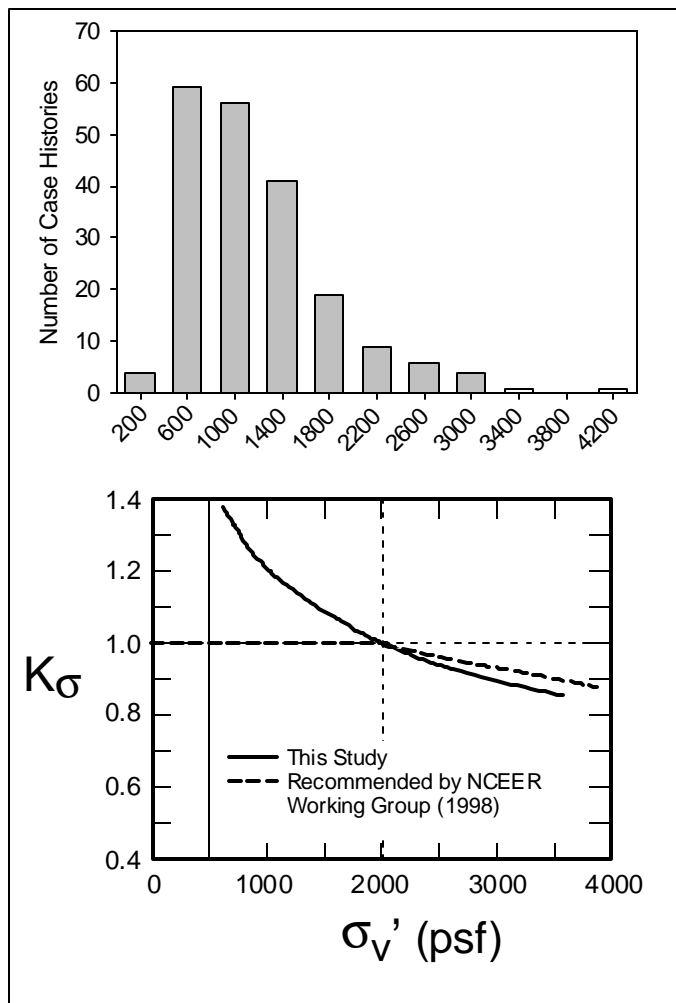 70
60
50
40
30
20
10
0
Number of Case Histories
200 600 1000 1400 1800 2200 2600 3000 3400 3800 4200
1.4
1.2
1.0
0.8
0.6
0.4
Kσ
This Study
Recommended by NCEER
Working Group (1998)
0 1000 2000 3000 4000
σv' (psf)